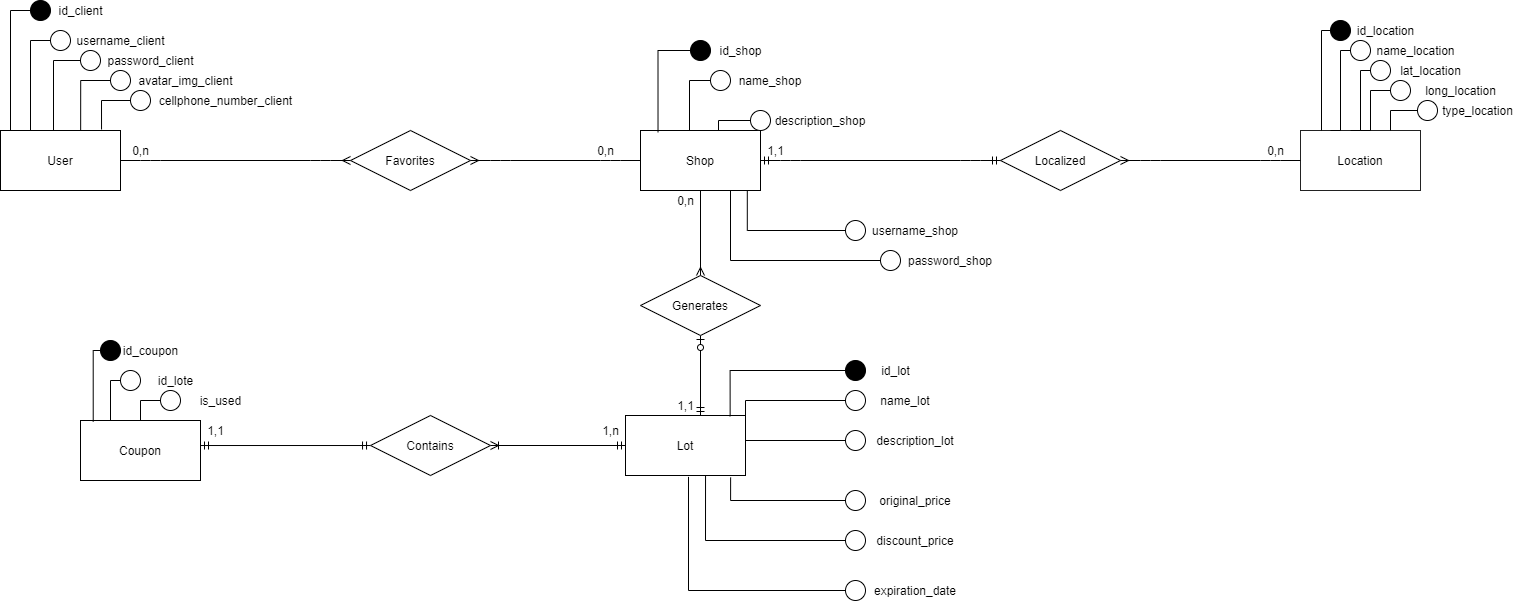 id_client
username_client
password_client
avatar_img_client
cellphone_number_client
User
0,n
Favorites
0,n
id_shop
name_shop
description_shop
Shop
1,1
Localized
0,n
id_location
name_location
lat_location
long_location
type_location
Location
0,n
username_shop
password_shop
Generates
1,1
id_coupon
id_lote
is_used
Coupon
1,1
Contains
1,n
Lot
id_lot
name_lot
description_lot
original_price
discount_price
expiration_date